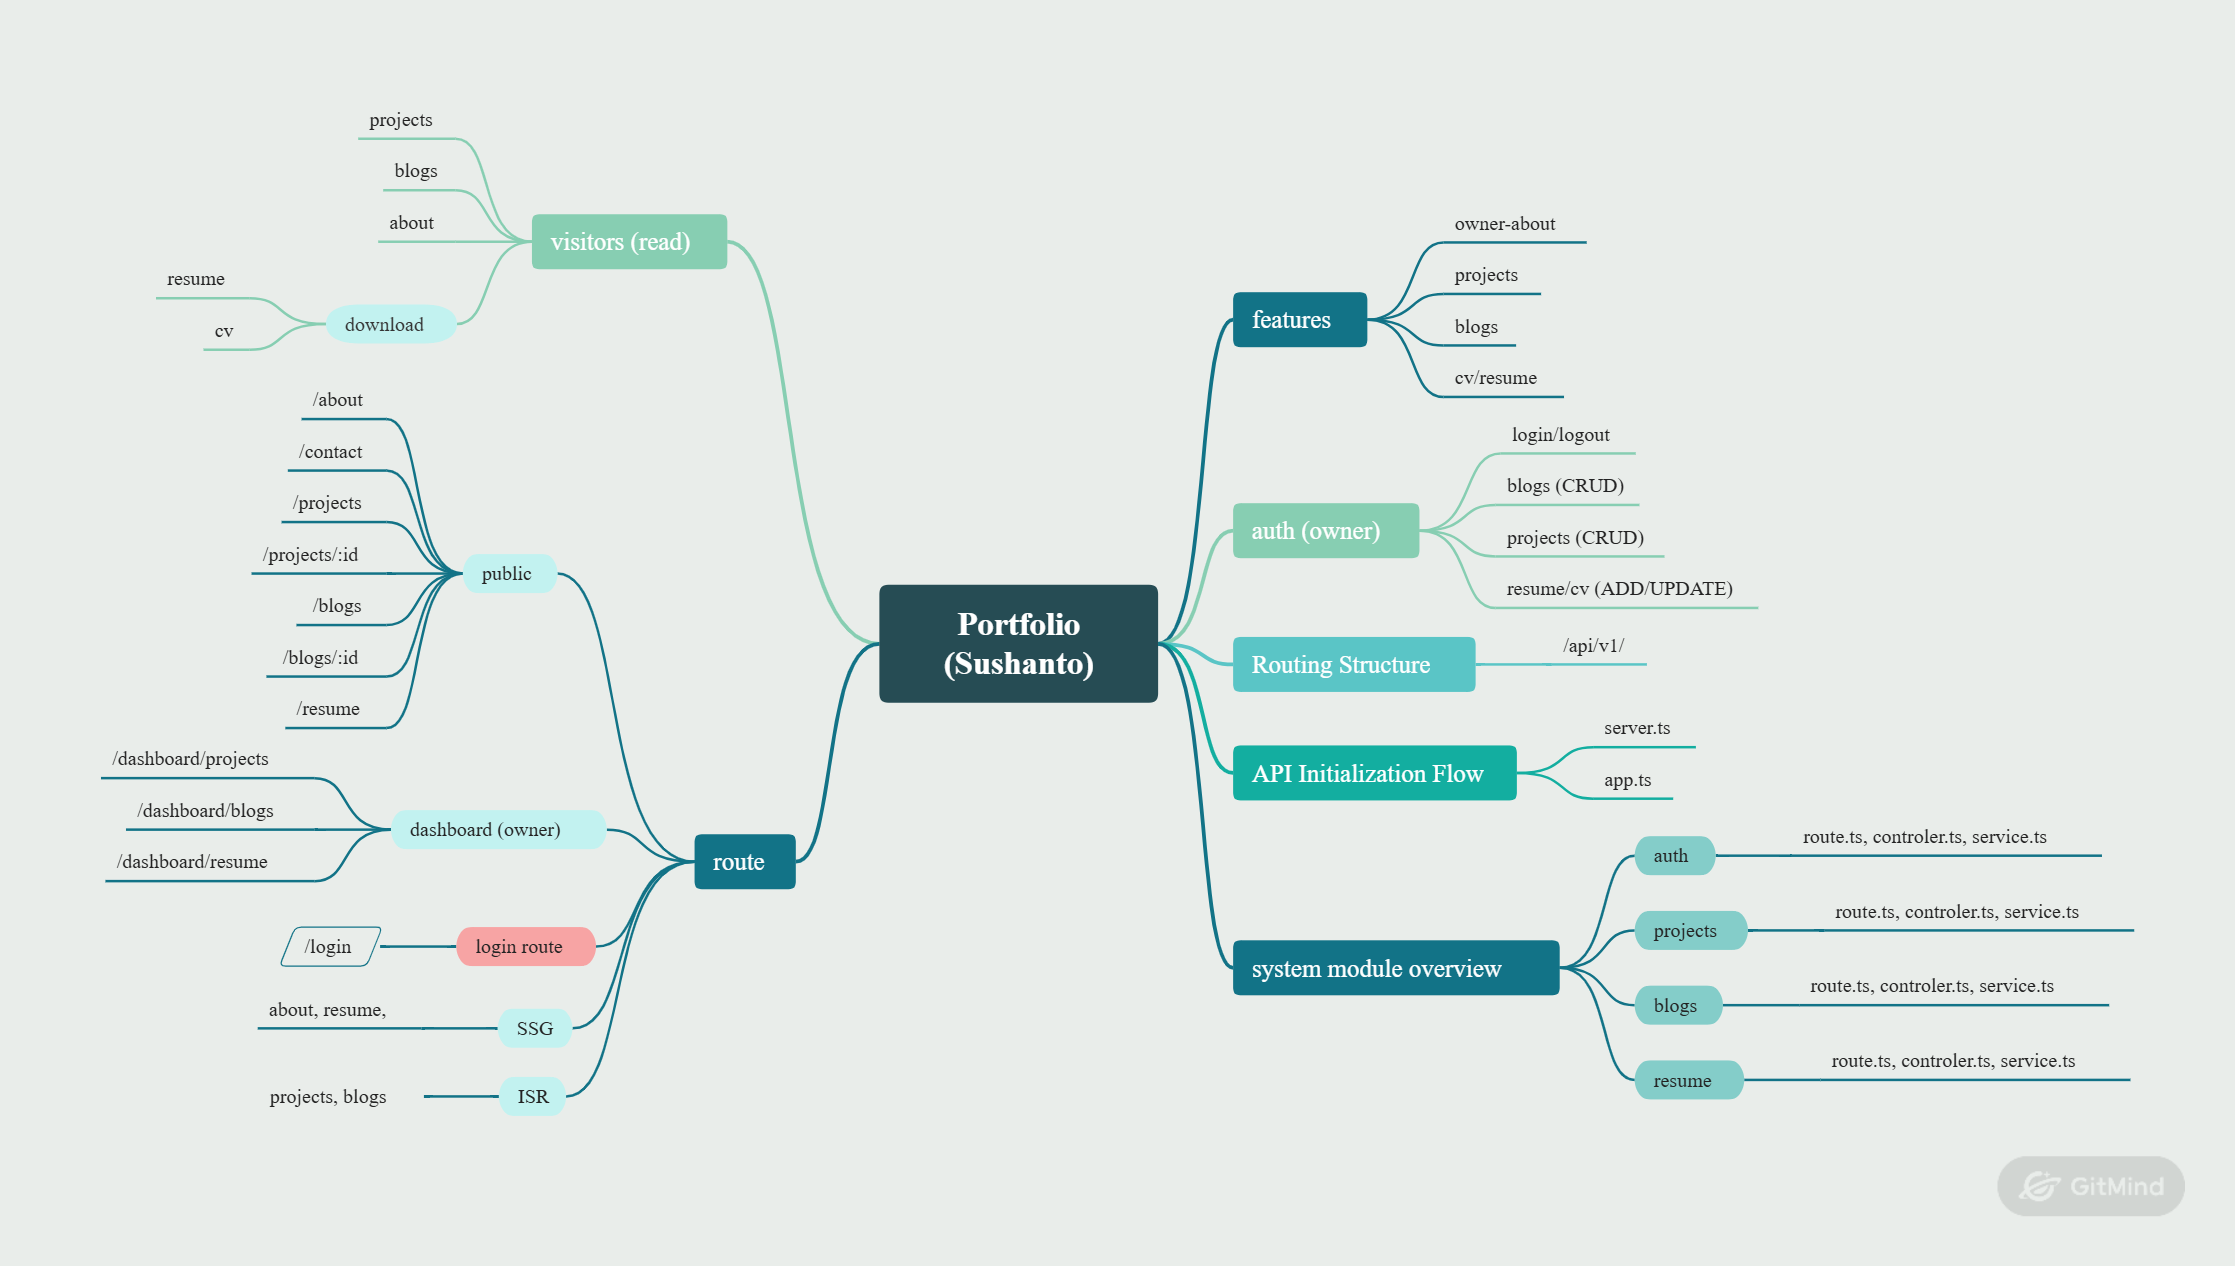 Portfolio
(Sushanto)
visitors (read)
projects
blogs
about
download
resume
cv
route
public
/about
/contact
/projects
/projects/:id
/blogs
/blogs/:id
/resume
dashboard (owner)
/dashboard/projects
/dashboard/blogs
/dashboard/resume
login route
/login
SSG
about, resume,
ISR
projects, blogs
features
owner-about
projects
blogs
cv/resume
auth (owner)
login/logout
blogs (CRUD)
projects (CRUD)
resume/cv (ADD/UPDATE)
Routing Structure
/api/v1/
API Initialization Flow
server.ts
app.ts
system module overview
auth
route.ts, controler.ts, service.ts
projects
route.ts, controler.ts, service.ts
blogs
route.ts, controler.ts, service.ts
resume
route.ts, controler.ts, service.ts
GitMind